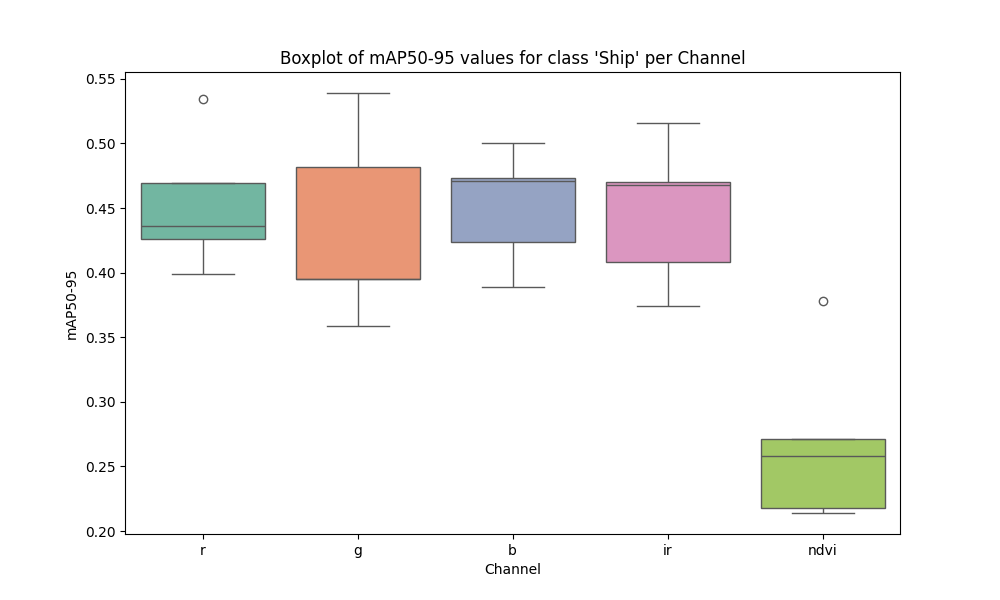 Boxplot of mAP50-95 values for class 'Ship' per Channel
0.55
0.50
0.45
0.40
0.35
0.30
0.25
0.20
mAP50-95
r g b ir ndvi
Channel